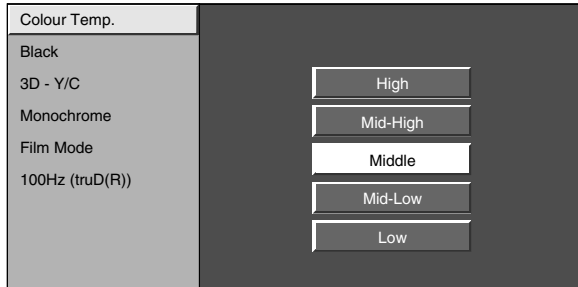 Colour Temp.
Black
3D - Y/C
Monochrome
Film Mode
100Hz (truD(R))
High
Mid-High
Middle
Mid-Low
Low